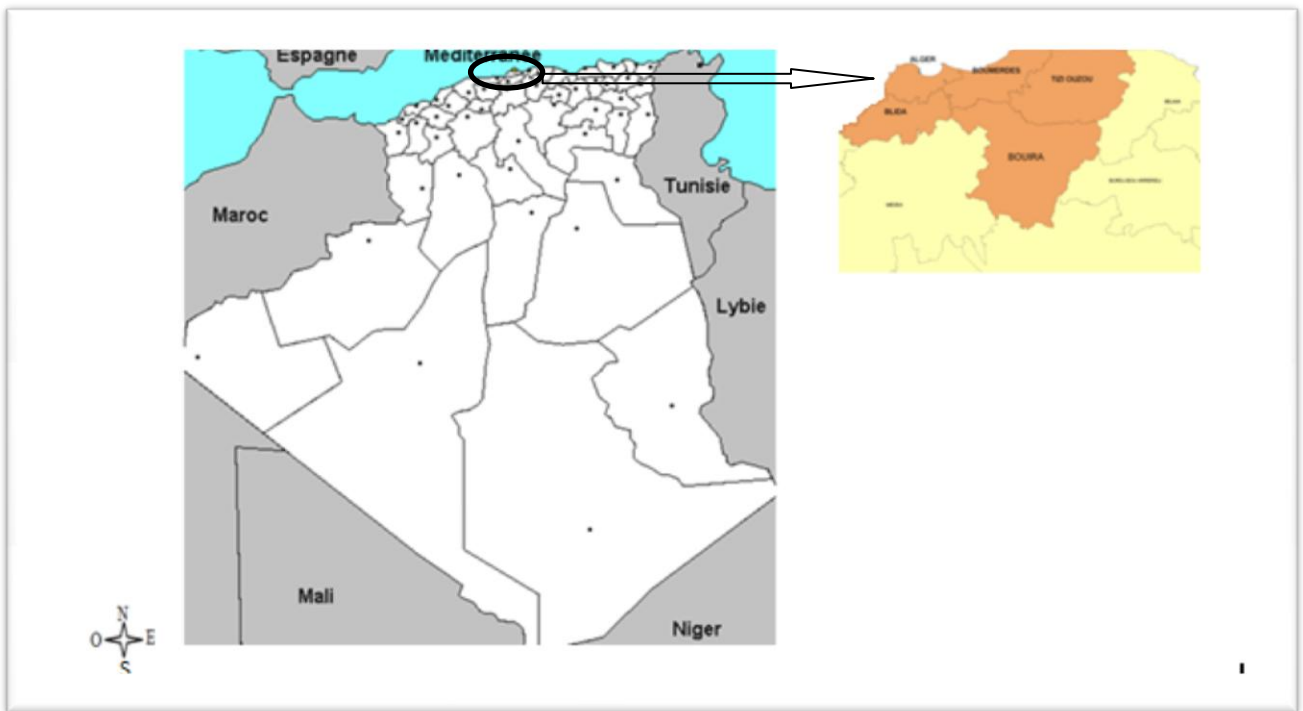 Espagne
Mediterranée
Maroc
Tunisie
Lybie
Mali
Niger
N
O
E
S
ALGER
BOUMERDES
TIZI OUZOU
BLIDA
BOUIRA